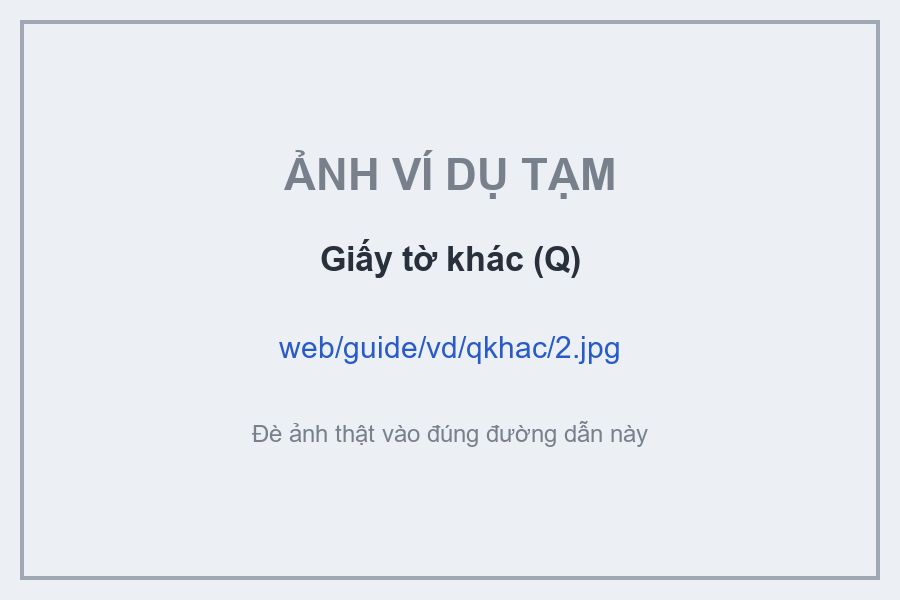 ẢNH VÍ DỤ TẠM
Giấy tờ khác (Q)
web/guide/vd/qkhac/2.jpg
Đè ảnh thật vào đúng đường dẫn này